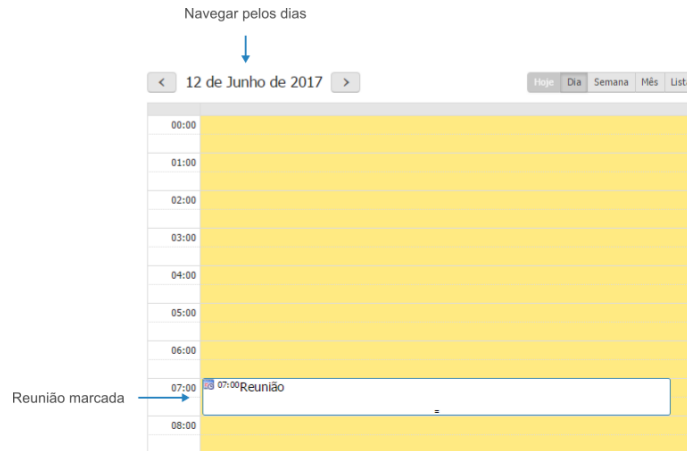 Navegar pelos dias
< 12 de Junho de 2017 >
Hoje Dia Semana Mês Lista
00:00
01:00
02:00
03:00
04:00
05:00
06:00
07:00 07:00 Reunião
Reunião marcada
08:00